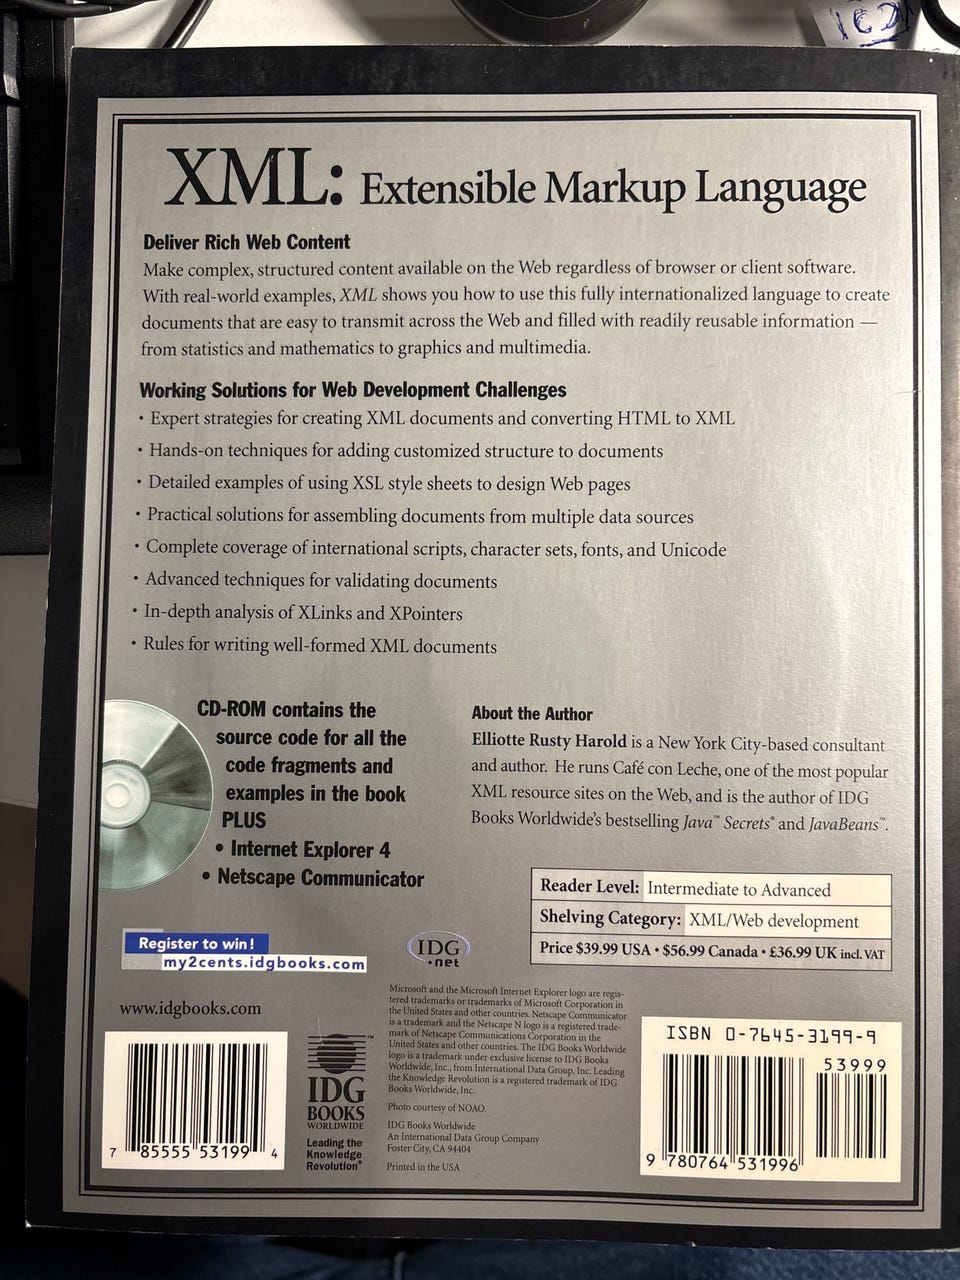 XML: Extensible Markup Language
Deliver Rich Web Content
Make complex, structured content available on the Web regardless of browser or client software.
With real-world examples, XML shows you how to use this fully internationalized language to create
documents that are easy to transmit across the Web and filled with readily reusable information —
from statistics and mathematics to graphics and multimedia.
Working Solutions for Web Development Challenges
• Expert strategies for creating XML documents and converting HTML to XML
• Hands-on techniques for adding customized structure to documents
• Detailed examples of using XSL style sheets to design Web pages
• Practical solutions for assembling documents from multiple data sources
• Complete coverage of international scripts, character sets, fonts, and Unicode
• Advanced techniques for validating documents
• In-depth analysis of XLinks and XPointers
• Rules for writing well-formed XML documents
CD-ROM contains the
source code for all the
code fragments and
examples in the book
PLUS
• Internet Explorer 4
• Netscape Communicator
About the Author
Elliotte Rusty Harold is a New York City-based consultant
and author. He runs Café con Leche, one of the most popular
XML resource sites on the Web, and is the author of IDG
Books Worldwide's bestselling Java™ Secrets® and JavaBeans™.
Reader Level: Intermediate to Advanced
Shelving Category: XML/Web development
Price $39.99 USA • $56.99 Canada • £36.99 UK incl. VAT
Register to win!
my2cents.idgbooks.com
IDG
.net
www.idgbooks.com
7 85555 53199 4
IDG
BOOKS
WORLDWIDE
™
Leading the
Knowledge
Revolution®
Microsoft and the Microsoft Internet Explorer logo are regis-
tered trademarks or trademarks of Microsoft Corporation in
the United States and other countries. Netscape Communicator
is a trademark and the Netscape N logo is a registered trade-
mark of Netscape Communications Corporation in the
United States and other countries. The IDG Books Worldwide
logo is a trademark under exclusive license to IDG Books
Worldwide, Inc., from International Data Group, Inc. Leading
the Knowledge Revolution is a registered trademark of IDG
Books Worldwide, Inc.
Photo courtesy of NOAO.
IDG Books Worldwide
An International Data Group Company
Foster City, CA 94404
Printed in the USA
ISBN 0-7645-3199-9
53999
9 780764 531996